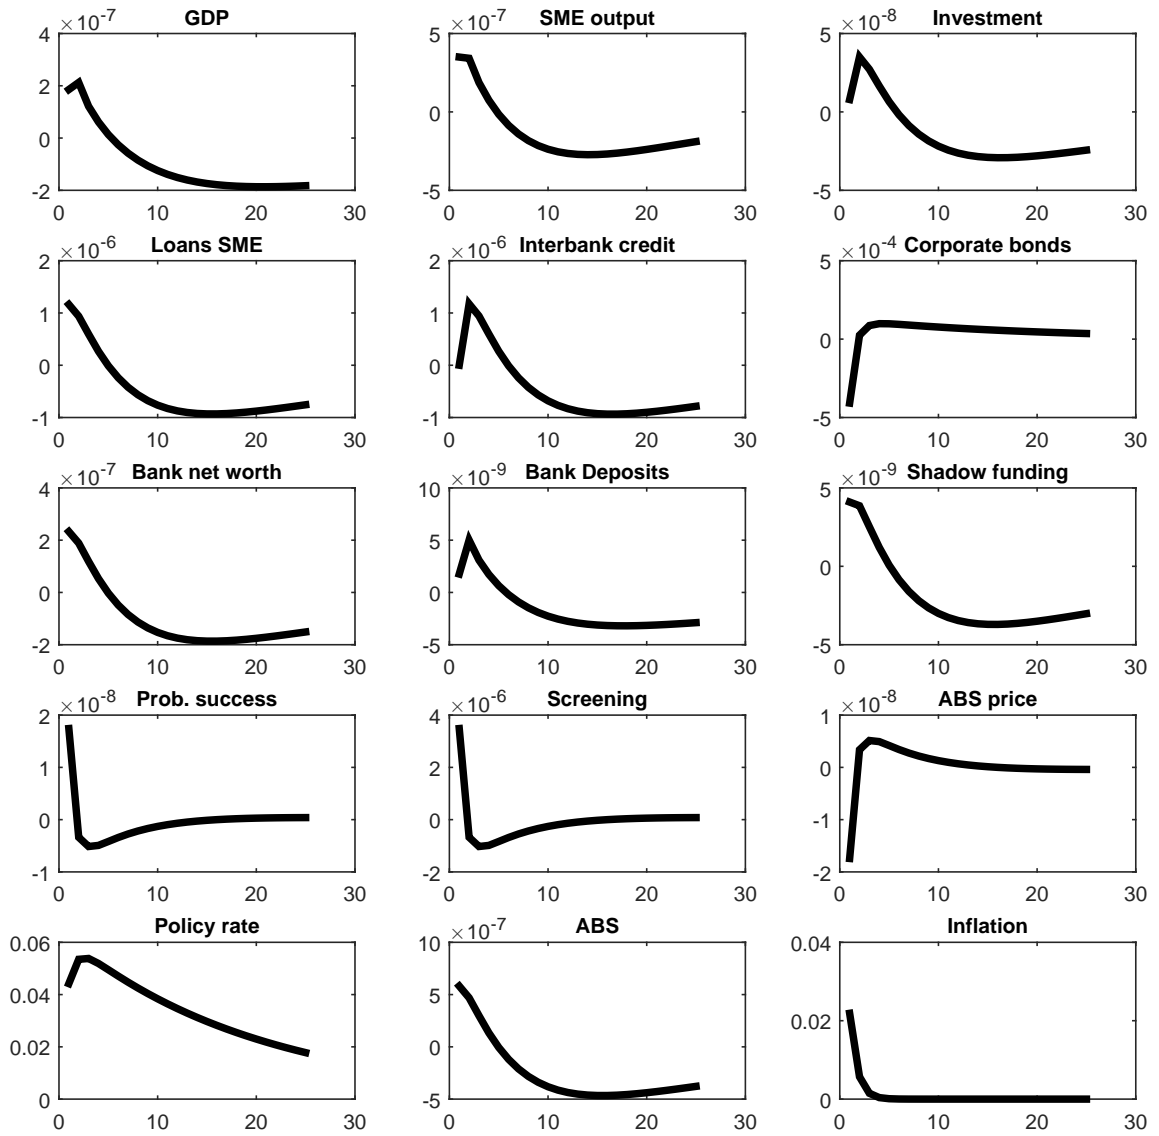 GDP
×10-7
4
2
0
-2
0 10 20 30
SME output
×10-7
5
0
-5
0 10 20 30
Investment
×10-8
5
0
-5
0 10 20 30
Loans SME
×10-6
2
1
0
-1
0 10 20 30
Interbank credit
×10-6
2
1
0
-1
0 10 20 30
Corporate bonds
×10-4
5
0
-5
0 10 20 30
Bank net worth
×10-7
4
2
0
-2
0 10 20 30
Bank Deposits
×10-9
10
5
0
-5
0 10 20 30
Shadow funding
×10-9
5
0
-5
0 10 20 30
Prob. success
×10-8
2
1
0
-1
0 10 20 30
Screening
×10-6
4
2
0
-2
0 10 20 30
ABS price
×10-8
1
0
-1
-2
0 10 20 30
Policy rate
0.06
0.04
0.02
0
0 10 20 30
ABS
×10-7
10
5
0
-5
0 10 20 30
Inflation
0.04
0.02
0
0 10 20 30